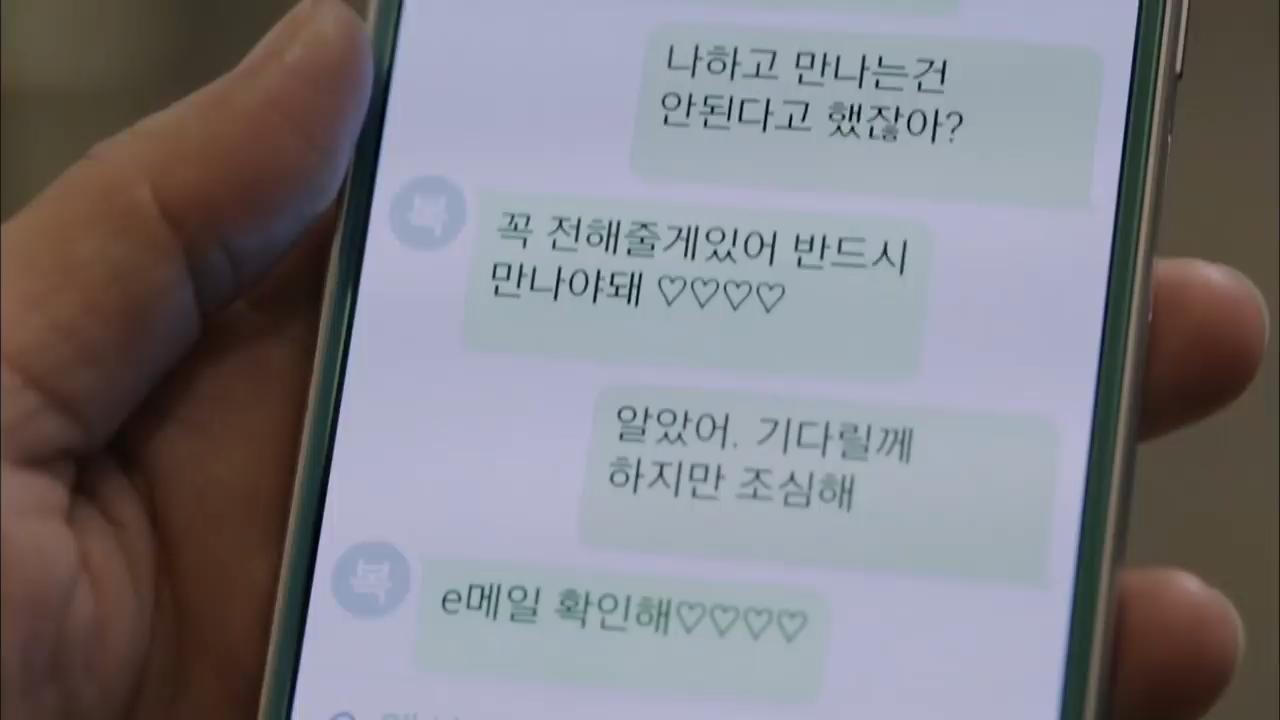 나하고 만나는건
안된다고 했잖아?
복
꼭 전해줄게있어 반드시
만나야돼 ♡♡♡♡
알았어. 기다릴께
하지만 조심해
복
e메일 확인해♡♡♡♡